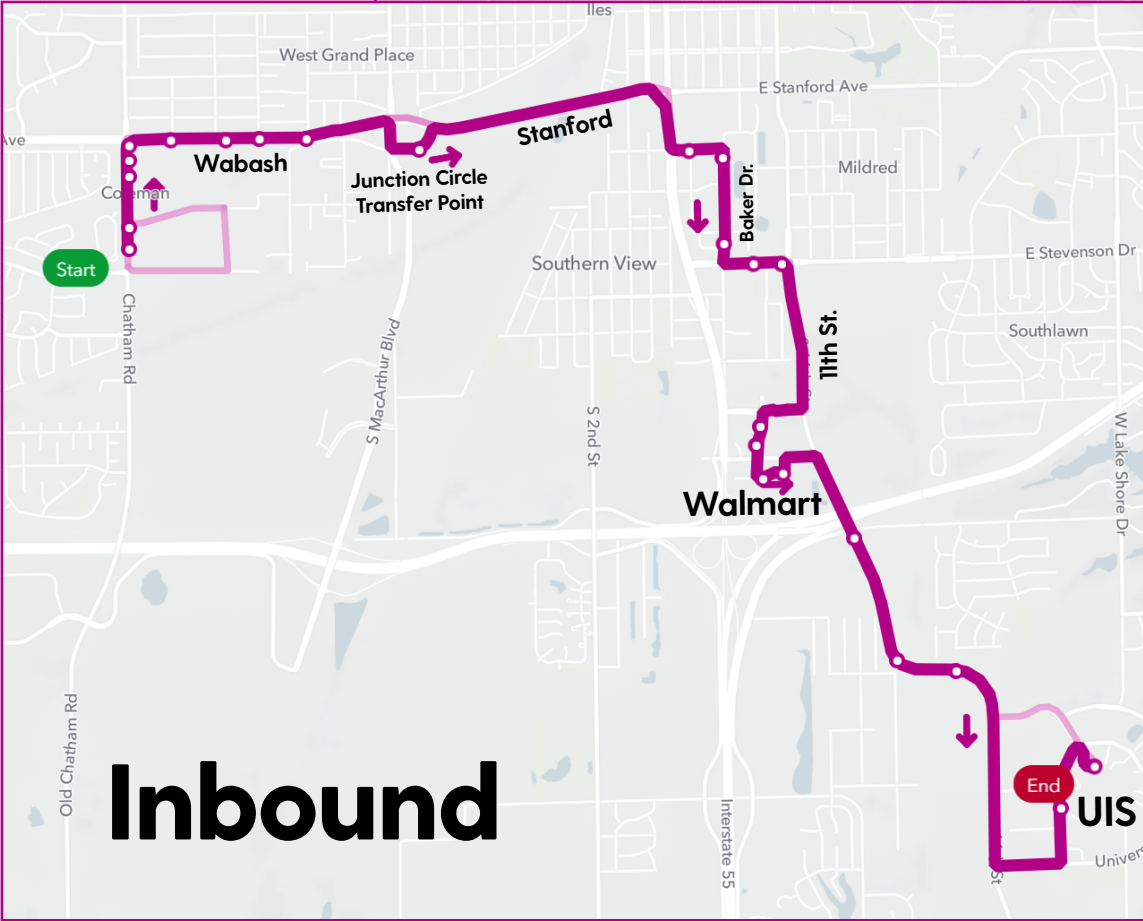 Iles
West Grand Place
E Stanford Ave
Stanford
Ave
Wabash
Junction Circle
Transfer Point
Mildred
Baker Dr.
Coleman
E Stevenson Dr
Southern View
Start
Chatham Rd
S MacArthur Blvd
11th St.
Southlawn
S 2nd St
W Lake Shore Dr
Walmart
Old Chatham Rd
Inbound
Interstate 55
End
UIS
St